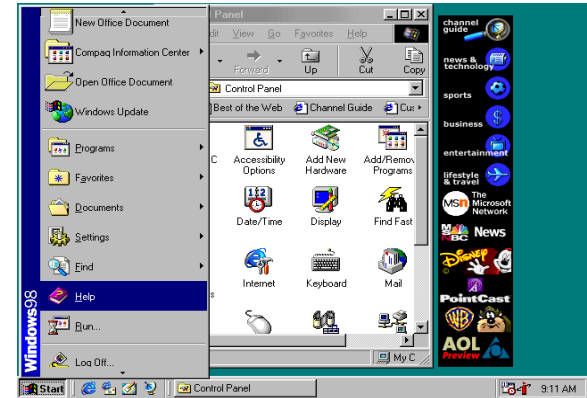 New Office Document
Compaq Information Center
Open Office Document
Windows Update
Programs
Favorites
Documents
Settings
Find
Help
Run...
Log Off...
Windows98
Panel
dit View Go Favorites Help
Forward Up Cut Copy
Control Panel
Best of the Web Channel Guide Cus
C
Accessibility Options
Add New Hardware
Add/Remov Programs
Date/Time
Display
Find Fast
Internet
Keyboard
Mail
s
My C
channel guide
news & technology
sports
business
entertainment
lifestyle & travel
msn The Microsoft Network
MSNBC News
Disney
PointCast
WB
AOL Preview
Start
Control Panel
9:11 AM